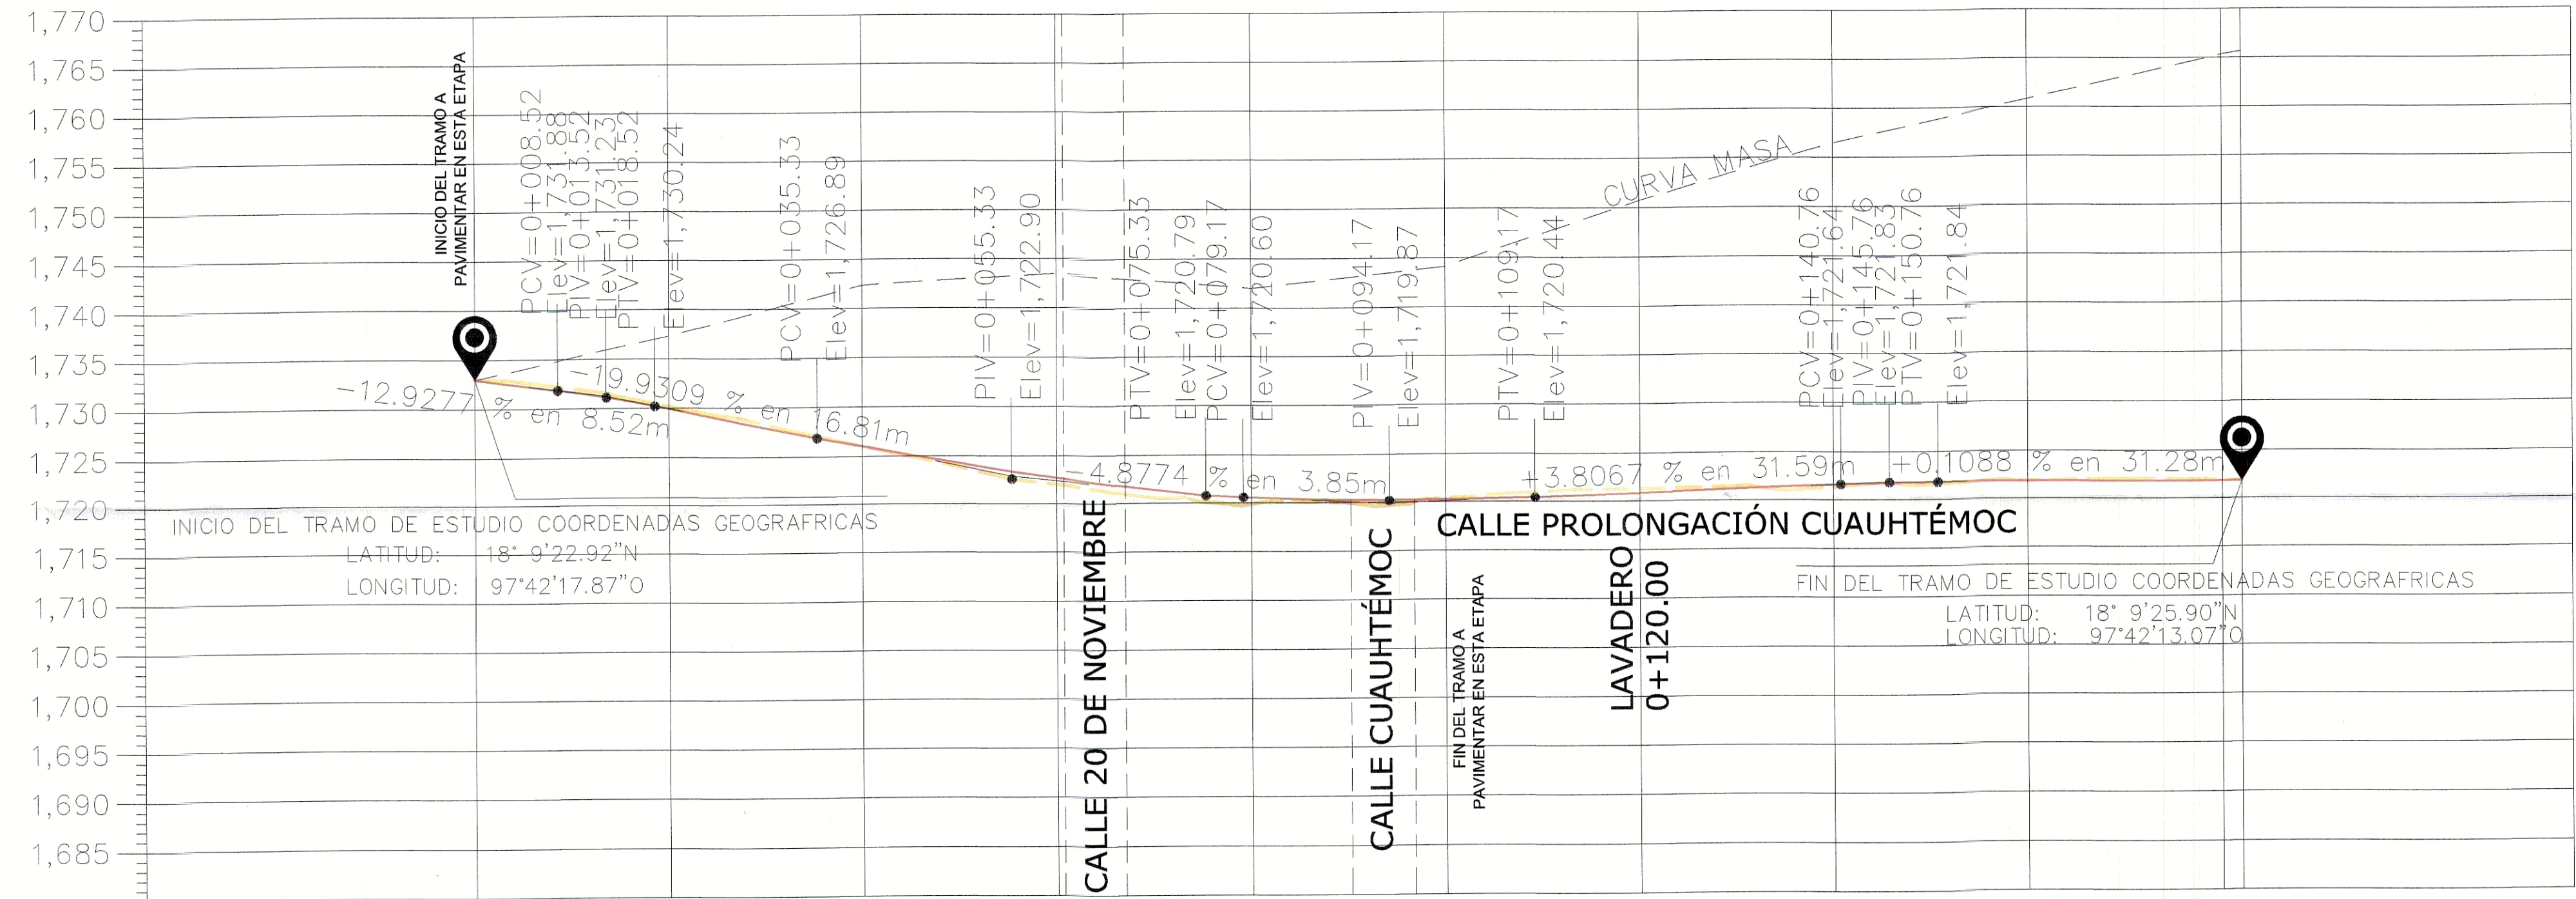 1,770
1,765
1,760
1,755
1,750
1,745
1,740
1,735
1,730
1,725
1,720
1,715
1,710
1,705
1,700
1,695
1,690
1,685
INICIO DEL TRAMO A
PAVIMENTAR EN ESTA ETAPA
PCV=0+008.52
Elev=1,731.88
PIV=0+013.52
Elev=1,731.23
PTV=0+018.52
Elev=1,730.24
PCV=0+035.33
Elev=1,726.89
PIV=0+055.33
Elev=1,722.90
PTV=0+075.33
Elev=1,720.79
PCV=0+079.17
Elev=1,720.60
PIV=0+094.17
Elev=1,719.87
PTV=0+109.17
Elev=1,720.44
CURVA MASA
PCV=0+140.76
Elev=1,721.64
PIV=0+145.76
Elev=1,721.83
PTV=0+150.76
Elev=1,721.84
-12.9277 % en 8.52m
-19.9309 % en 16.81m
-4.8774 % en 3.85m
+3.8067 % en 31.59m
+0.1088 % en 31.28m
INICIO DEL TRAMO DE ESTUDIO COORDENADAS GEOGRAFRICAS
LATITUD: 18° 9'22.92"N
LONGITUD: 97°42'17.87"O
CALLE 20 DE NOVIEMBRE
CALLE CUAUHTÉMOC
CALLE PROLONGACIÓN CUAUHTÉMOC
FIN DEL TRAMO A
PAVIMENTAR EN ESTA ETAPA
LAVADERO
0+120.00
FIN DEL TRAMO DE ESTUDIO COORDENADAS GEOGRAFRICAS
LATITUD: 18° 9'25.90"N
LONGITUD: 97°42'13.07"O